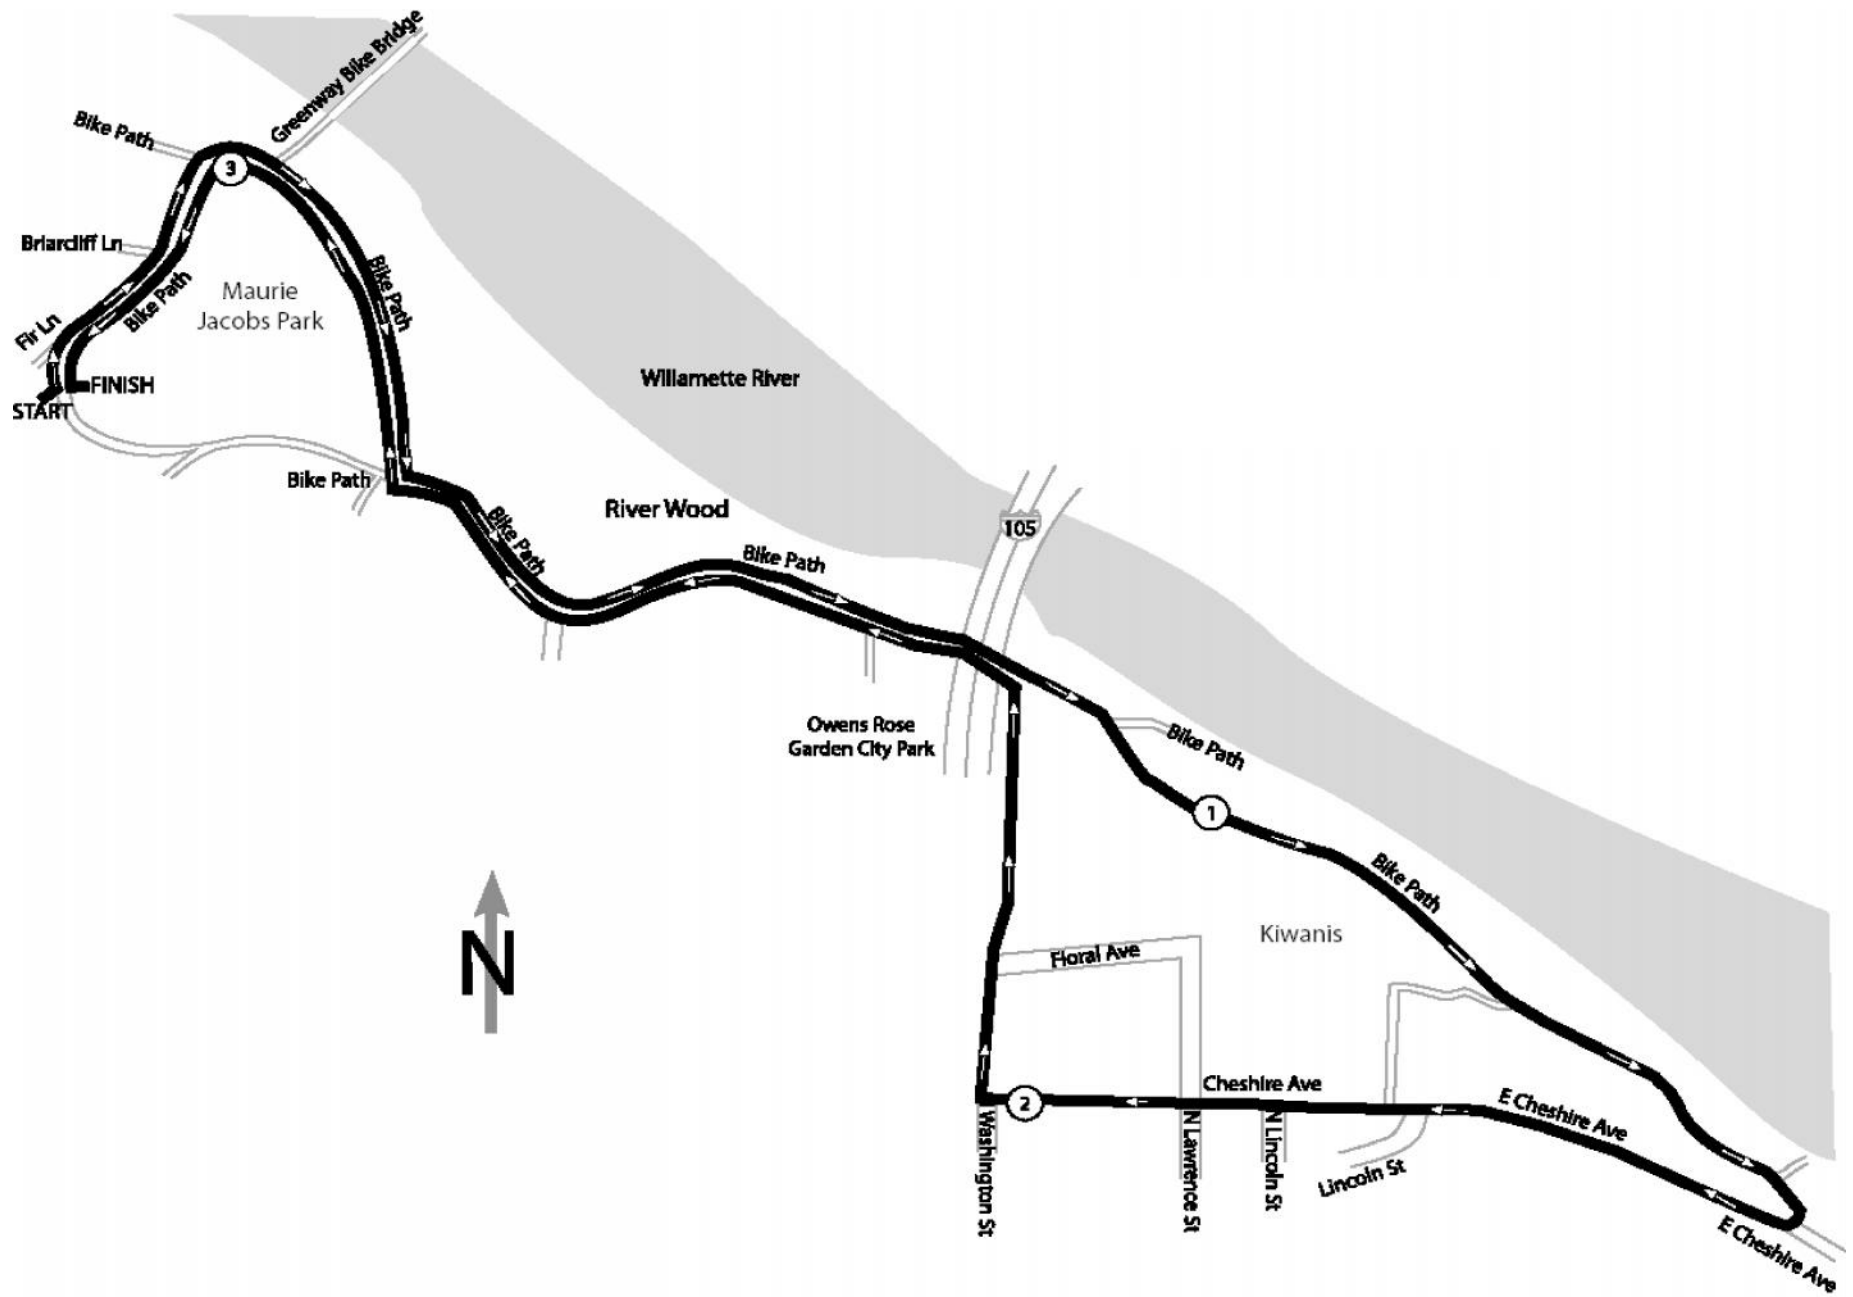 Greenway Bike Bridge
Bike Path
3
Briarcliff Ln
Bike Path
Bike Path
Maurie
Jacobs Park
Fir Ln
FINISH
START
Willamette River
Bike Path
River Wood
Bike Path
105
Bike Path
Owens Rose
Garden City Park
Bike Path
1
Bike Path
Kiwanis
N
Floral Ave
Cheshire Ave
2
E Cheshire Ave
Washington St
N Lawrence St
N Lincoln St
Lincoln St
E Cheshire Ave